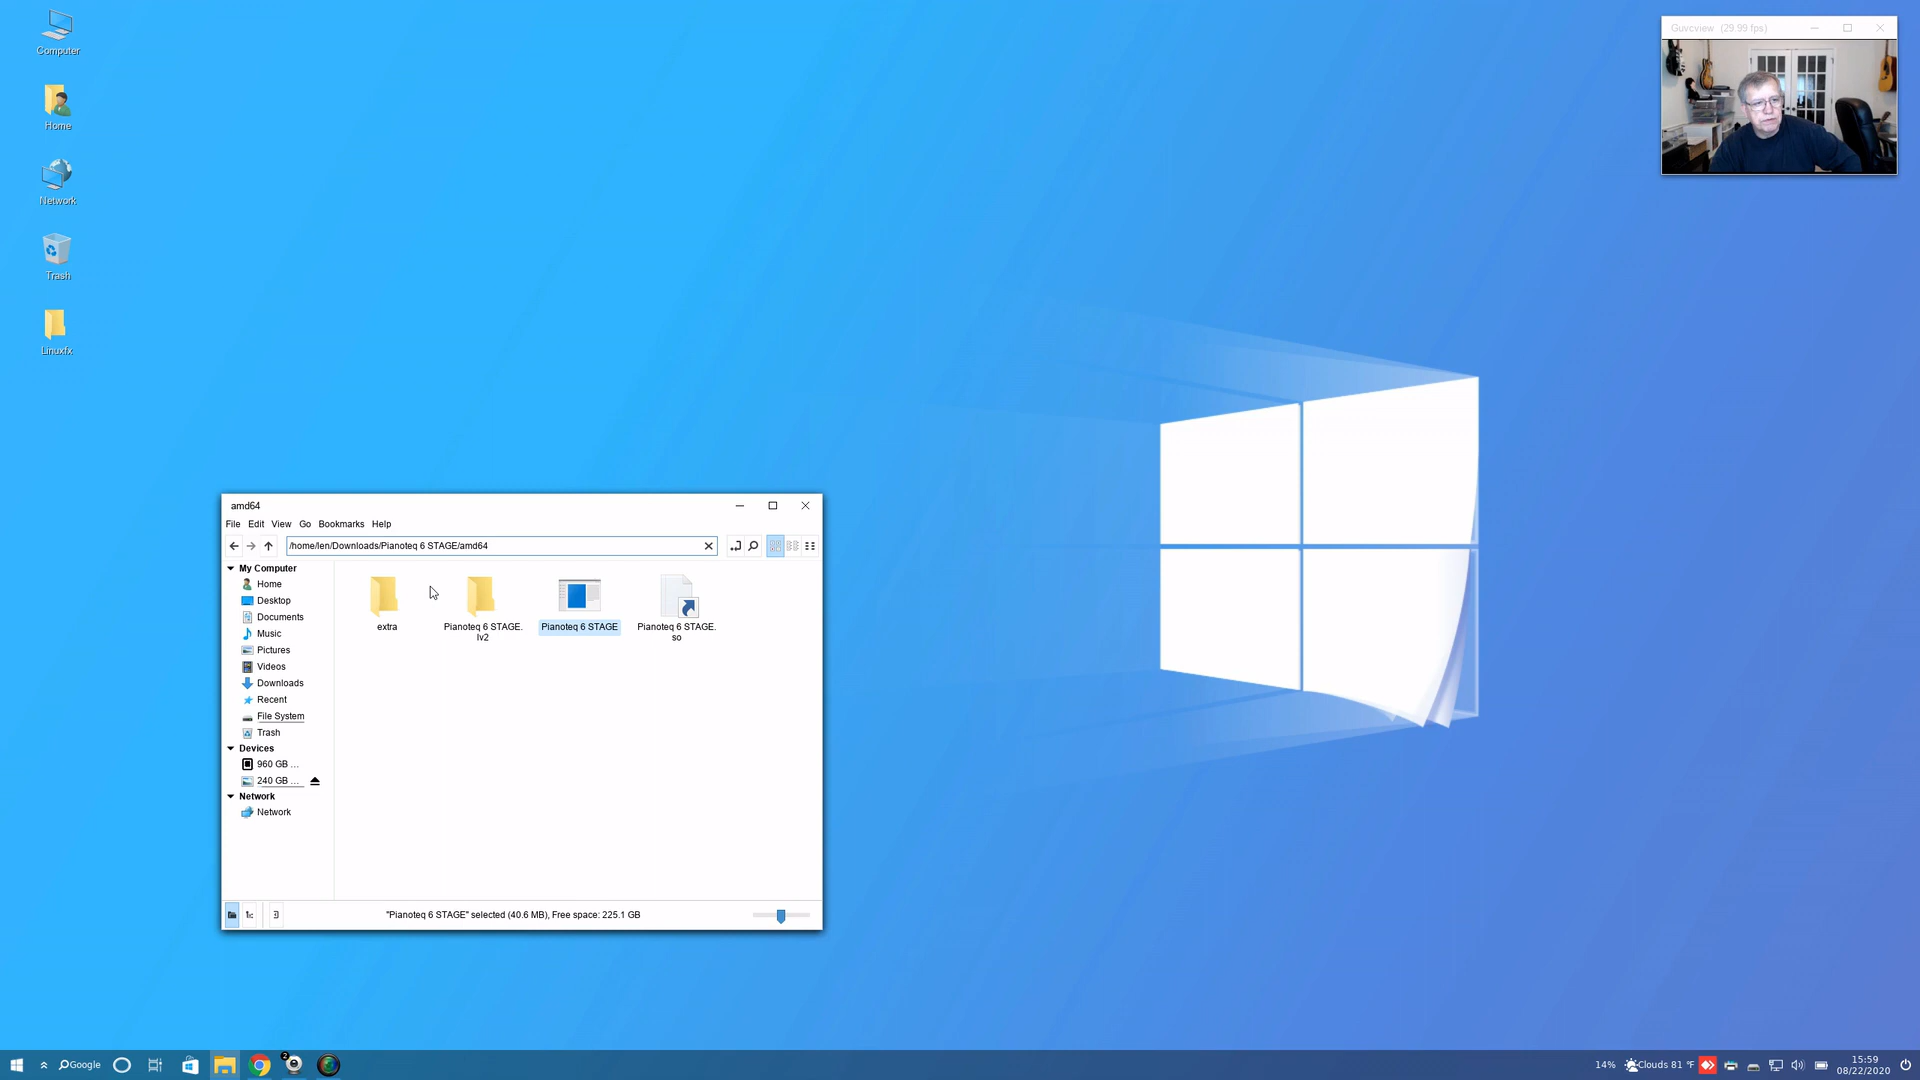 Computer
Home
Network
Trash
Linuxfx
Guvcview (29.99 fps)
amd64
File Edit View Go Bookmarks Help
/home/len/Downloads/Pianoteq 6 STAGE/amd64
My Computer
Home
Desktop
Documents
Music
Pictures
Videos
Downloads
Recent
File System
Trash
Devices
960 GB ...
240 GB ...
Network
Network
extra
Pianoteq 6 STAGE.
lv2
Pianoteq 6 STAGE
Pianoteq 6 STAGE.
so
"Pianoteq 6 STAGE" selected (40.6 MB), Free space: 225.1 GB
Google
2
14%
Clouds 81 °F
15:59
08/22/2020